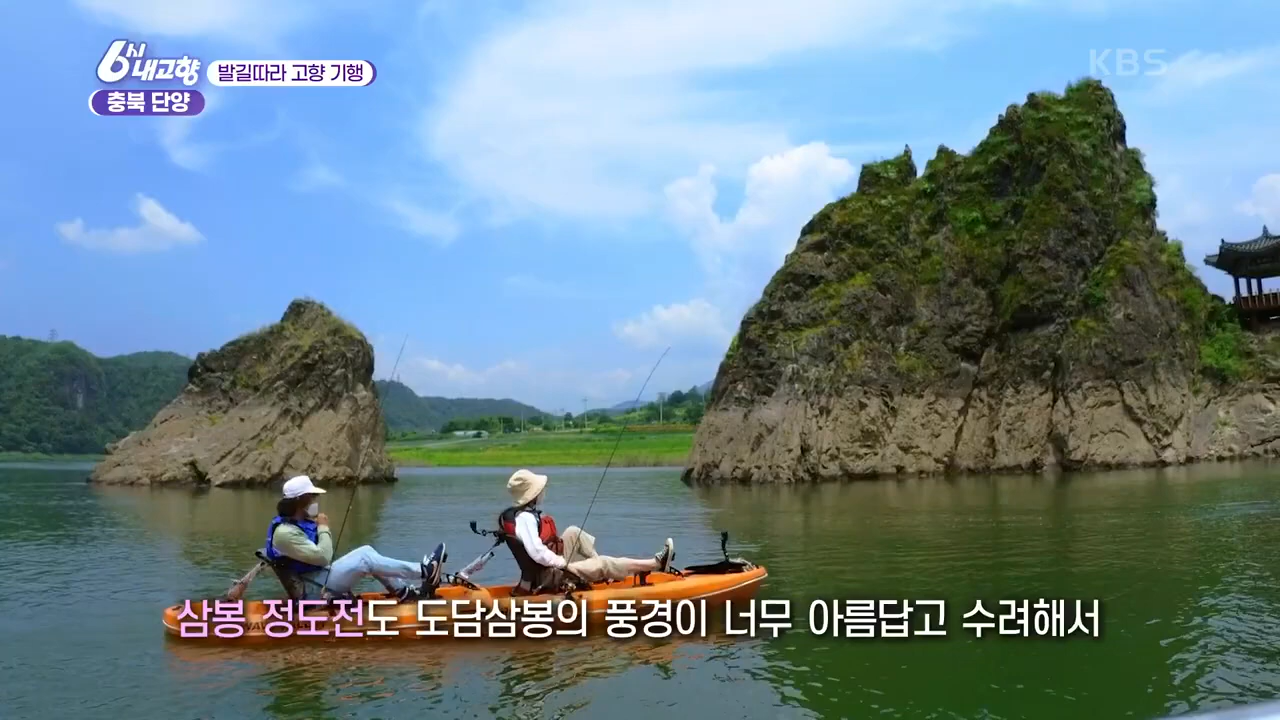 6시 내고향 발길따라 고향 기행
KBS
충북 단양
삼봉 정도전도 도담삼봉의 풍경이 너무 아름답고 수려해서